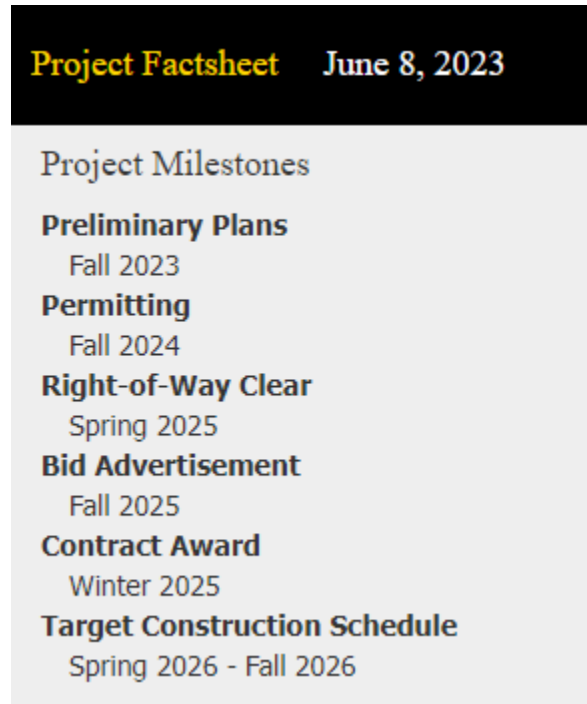 Project Factsheet June 8, 2023
Project Milestones
Preliminary Plans
Fall 2023
Permitting
Fall 2024
Right-of-Way Clear
Spring 2025
Bid Advertisement
Fall 2025
Contract Award
Winter 2025
Target Construction Schedule
Spring 2026 - Fall 2026